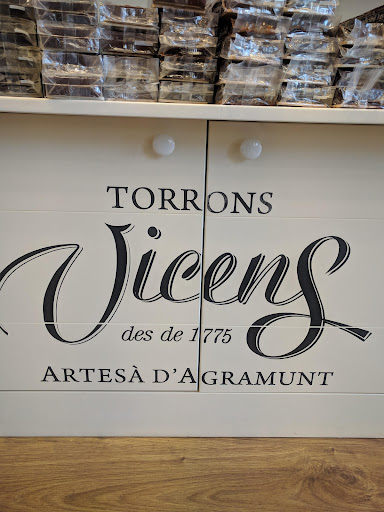 TORRONS
Vicens
des de 1775
ARTESÀ D'AGRAMUNT